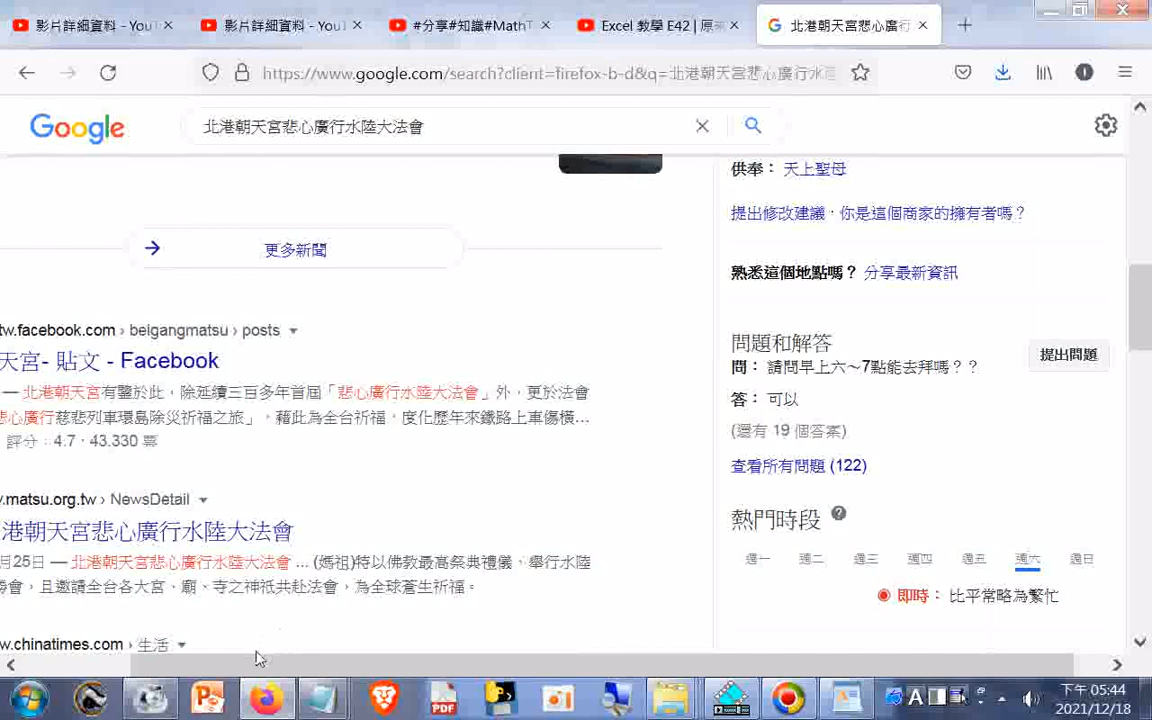 影片詳細資料 - YouT
影片詳細資料 - YouT
#分享#知識#MathT
Excel 教學 E42 | 原來
北港朝天宮悲心廣行
https://www.google.com/search?client=firefox-b-d&q=北港朝天宮悲心廣行水陸
Google
北港朝天宮悲心廣行水陸大法會
供奉： 天上聖母
提出修改建議 · 你是這個商家的擁有者嗎？
更多新聞
熟悉這個地點嗎？ 分享最新資訊
tw.facebook.com › beigangmatsu › posts
天宮- 貼文 - Facebook
— 北港朝天宮有鑒於此，除延續三百多年首屆「悲心廣行水陸大法會」外，更於法會
悲心廣行慈悲列車環島除災祈福之旅」，藉此為全台祈福，度化歷年來鐵路上車傷橫...
評分：4.7 · 43,330 票
問題和解答
提出問題
問： 請問早上六～7點能去拜嗎？？
答： 可以
(還有 19 個答案)
查看所有問題 (122)
.matsu.org.tw › NewsDetail
港朝天宮悲心廣行水陸大法會
月25日 — 北港朝天宮悲心廣行水陸大法會 ... (媽祖)特以佛教最高祭典禮儀、舉行水陸
會，且邀請全台各大宮、廟、寺之神祇共赴法會，為全球蒼生祈福。
熱門時段
週一 週二 週三 週四 週五 週六 週日
即時： 比平常略為繁忙
w.chinatimes.com › 生活
PDF
A
下午 05:44
2021/12/18